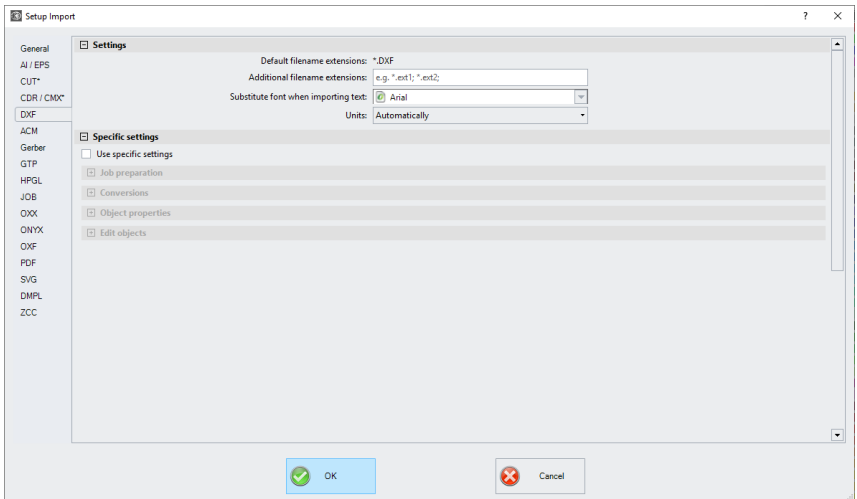 Setup Import
?
General
AI / EPS
CUT*
CDR / CMX*
DXF
ACM
Gerber
GTP
HPGL
JOB
OXX
ONYX
OXF
PDF
SVG
DMPL
ZCC
Settings
Default filename extensions: *.DXF
Additional filename extensions: e.g. *.ext1; *.ext2;
Substitute font when importing text: Arial
Units: Automatically
Specific settings
Use specific settings
Job preparation
Conversions
Object properties
Edit objects
OK
Cancel